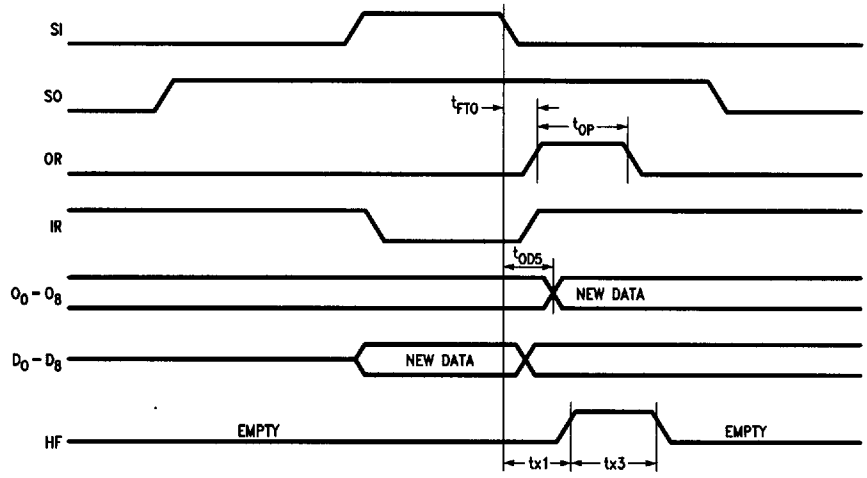 SI
SO
tFTO
tOP
OR
IR
tOD5
O0–O8
NEW DATA
D0–D8
NEW DATA
HF
EMPTY
EMPTY
tx1
tx3